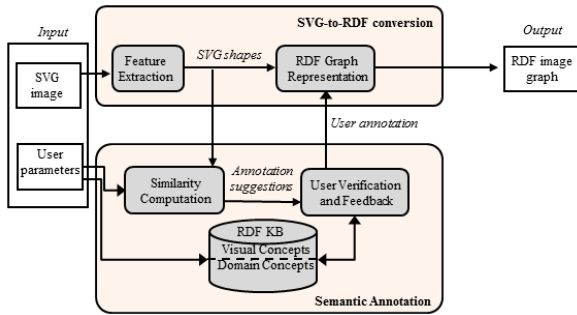 Input
SVG-to-RDF conversion
Output
SVG
image
Feature
Extraction
SVG shapes
RDF Graph
Representation
RDF image
graph
User annotation
User
parameters
Similarity
Computation
Annotation
suggestions
User Verification
and Feedback
RDF KB
Visual Concepts
Domain Concepts
Semantic Annotation